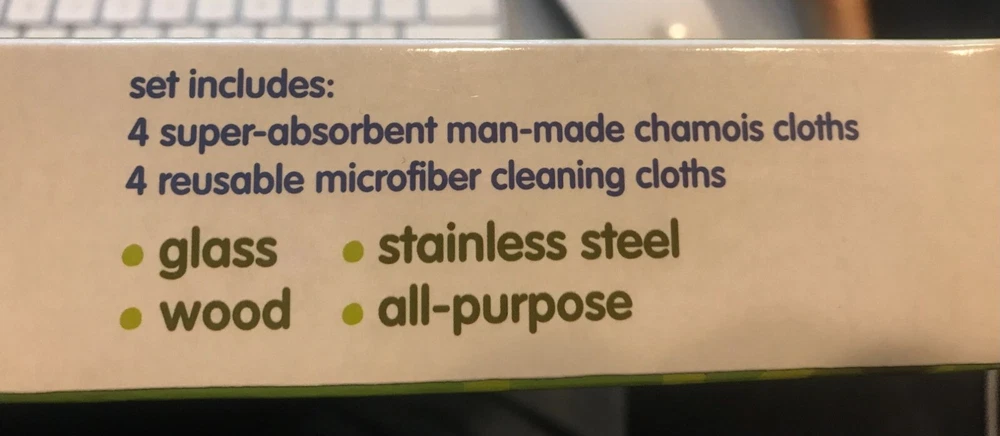 set includes:
4 super-absorbent man-made chamois cloths
4 reusable microfiber cleaning cloths
• glass • stainless steel
• wood • all-purpose